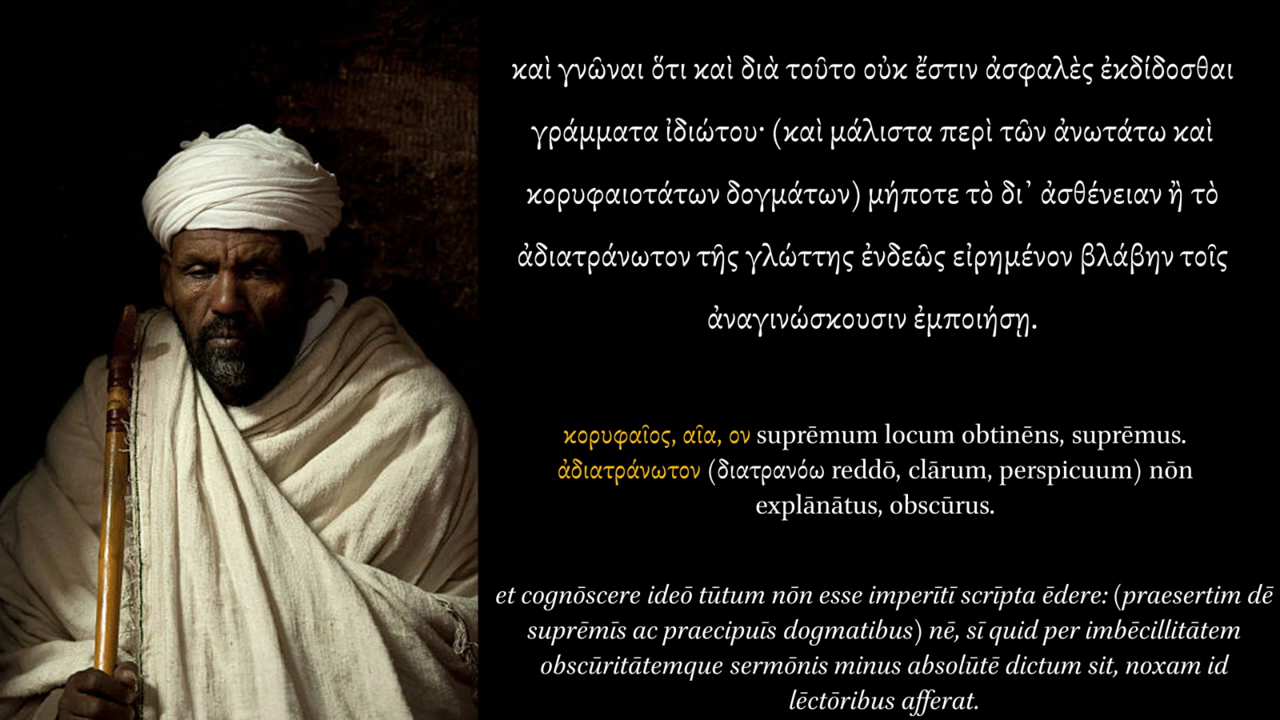 καὶ γνῶναι ὅτι καὶ διὰ τοῦτο οὐκ ἔστιν ἀσφαλὲς ἐκδίδοσθαι
γράμματα ἰδιώτου· (καὶ μάλιστα περὶ τῶν ἀνωτάτω καὶ
κορυφαιοτάτων δογμάτων) μήποτε τὸ δι᾽ ἀσθένειαν ἢ τὸ
ἀδιατράνωτον τῆς γλώττης ἐνδεῶς εἰρημένον βλάβην τοῖς
ἀναγινώσκουσιν ἐμποιήσῃ.
κορυφαῖος, αῖα, ον suprēmum locum obtinēns, suprēmus.
ἀδιατράνωτον (διατρανόω reddō, clārum, perspicuum) nōn
explānātus, obscūrus.
et cognōscere ideō tūtum nōn esse imperītī scrīpta ēdere: (praesertim dē
suprēmīs ac praecipuīs dogmatibus) nē, sī quid per imbēcillitātem
obscūritātemque sermōnis minus absolūtē dictum sit, noxam id
lēctōribus afferat.